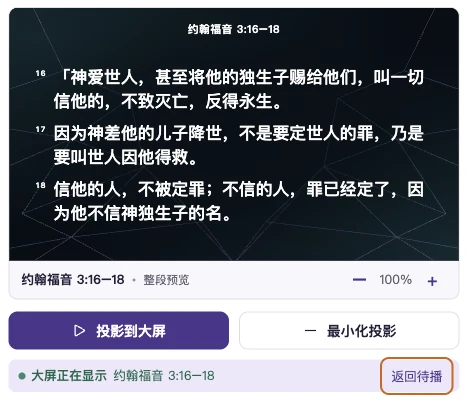 约翰福音 3:16—18
16 「神爱世人，甚至将他的独生子赐给他们，叫一切
信他的，不致灭亡，反得永生。
17 因为神差他的儿子降世，不是要定世人的罪，乃是
要叫世人因他得救。
18 信他的人，不被定罪；不信的人，罪已经定了，因
为他不信神独生子的名。
约翰福音 3:16—18 • 整段预览 — 100% +
投影到大屏 最小化投影
大屏正在显示 约翰福音 3:16—18 返回待播